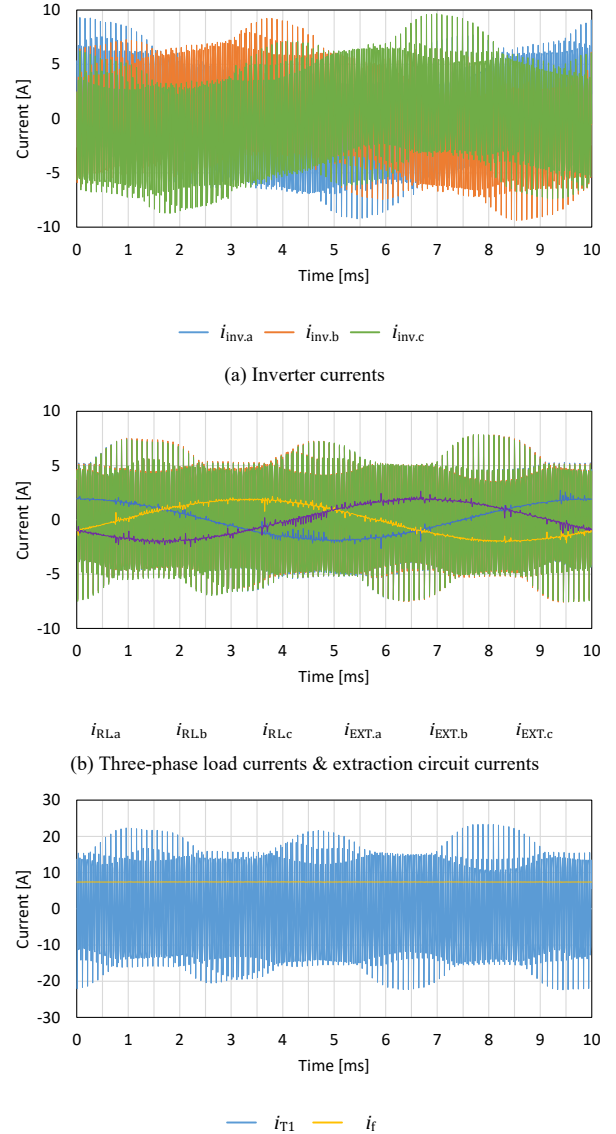 10
5
0
-5
-10
Current [A]
0 1 2 3 4 5 6 7 8 9 10
Time [ms]
iinv.a iinv.b iinv.c
(a) Inverter currents
10
5
0
-5
-10
Current [A]
0 1 2 3 4 5 6 7 8 9 10
Time [ms]
iRL.a iRL.b iRL.c iEXT.a iEXT.b iEXT.c
(b) Three-phase load currents & extraction circuit currents
30
20
10
0
-10
-20
-30
Current [A]
0 1 2 3 4 5 6 7 8 9 10
Time [ms]
iT1 if